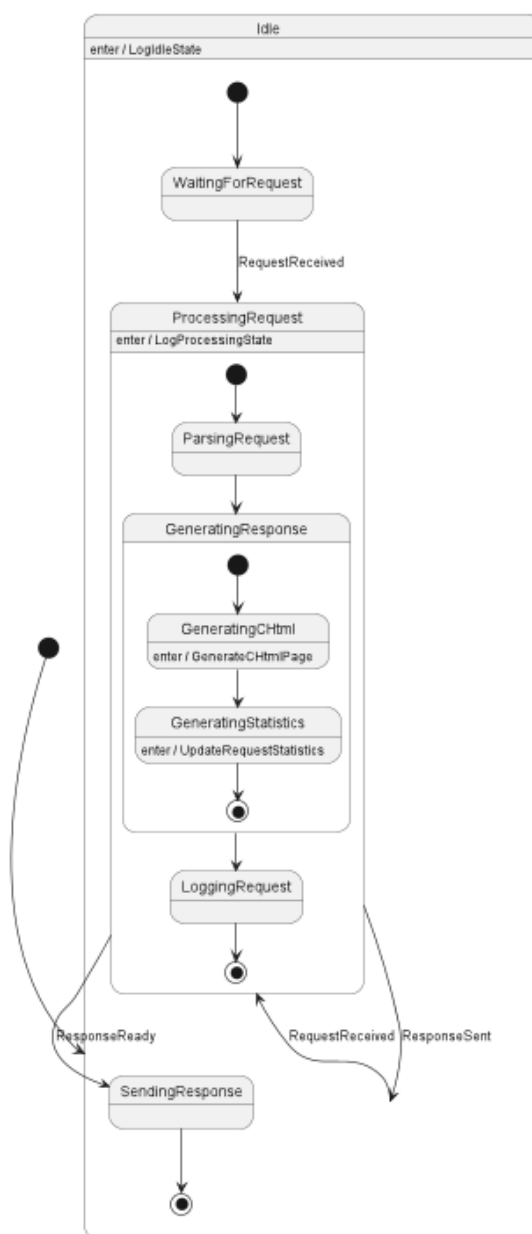 Idle
enter / LogIdleState
WaitingForRequest
RequestReceived
ProcessingRequest
enter / LogProcessingState
ParsingRequest
GeneratingResponse
GeneratingCHtml
enter / GenerateCHtmlPage
GeneratingStatistics
enter / UpdateRequestStatistics
LoggingRequest
ResponseReady
RequestReceived
ResponseSent
SendingResponse